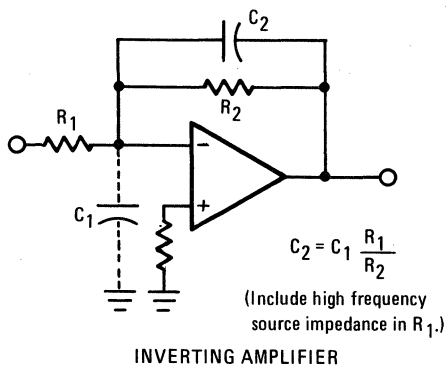 C2
R2
R1
−
+
C1
C2 = C1 R1/R2
(Include high frequency
source impedance in R1.)
INVERTING AMPLIFIER